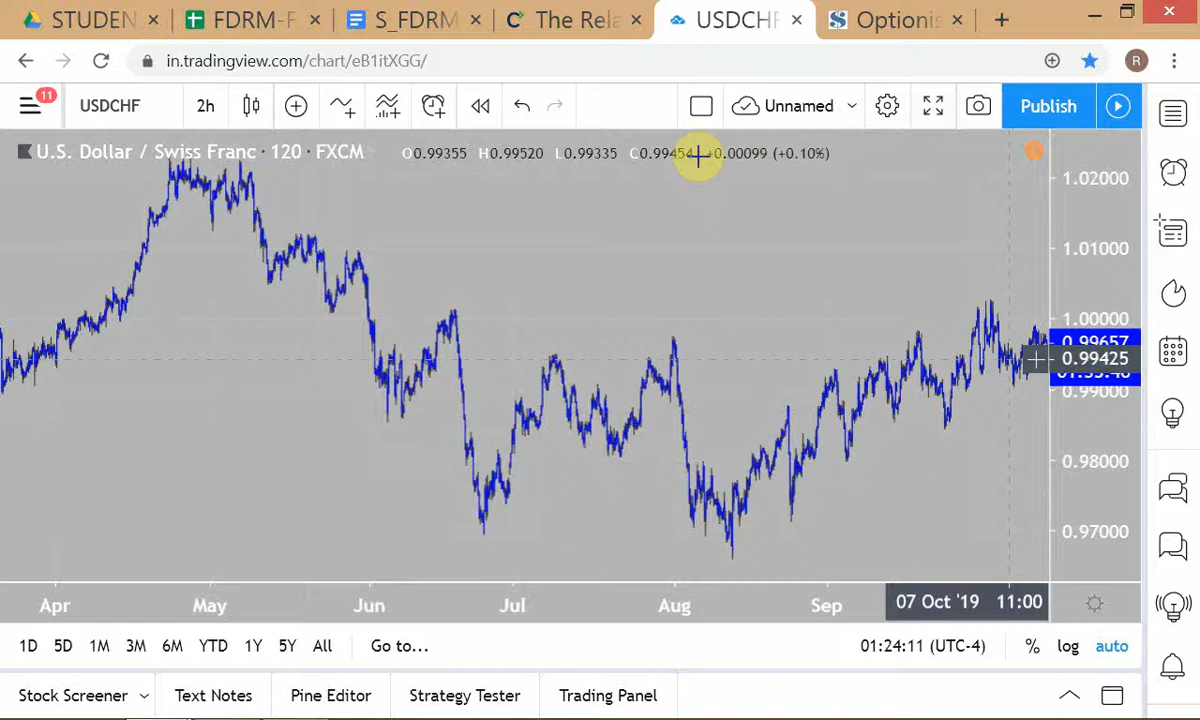 STUDEN × FDRM-F × S_FDRM × The Rela × USDCHF × Optionis × +
in.tradingview.com/chart/eB1itXGG/ R
11 USDCHF 2h Unnamed Publish
U.S. Dollar / Swiss Franc · 120 · FXCM O0.99355 H0.99520 L0.99335 C0.99454 +0.00099 (+0.10%)
1.02000
1.01000
1.00000
0.99657
0.99425
0.99000
0.98000
0.97000
Apr May Jun Jul Aug Sep 07 Oct '19 11:00
1D 5D 1M 3M 6M YTD 1Y 5Y All Go to... 01:24:11 (UTC-4) % log auto
Stock Screener Text Notes Pine Editor Strategy Tester Trading Panel